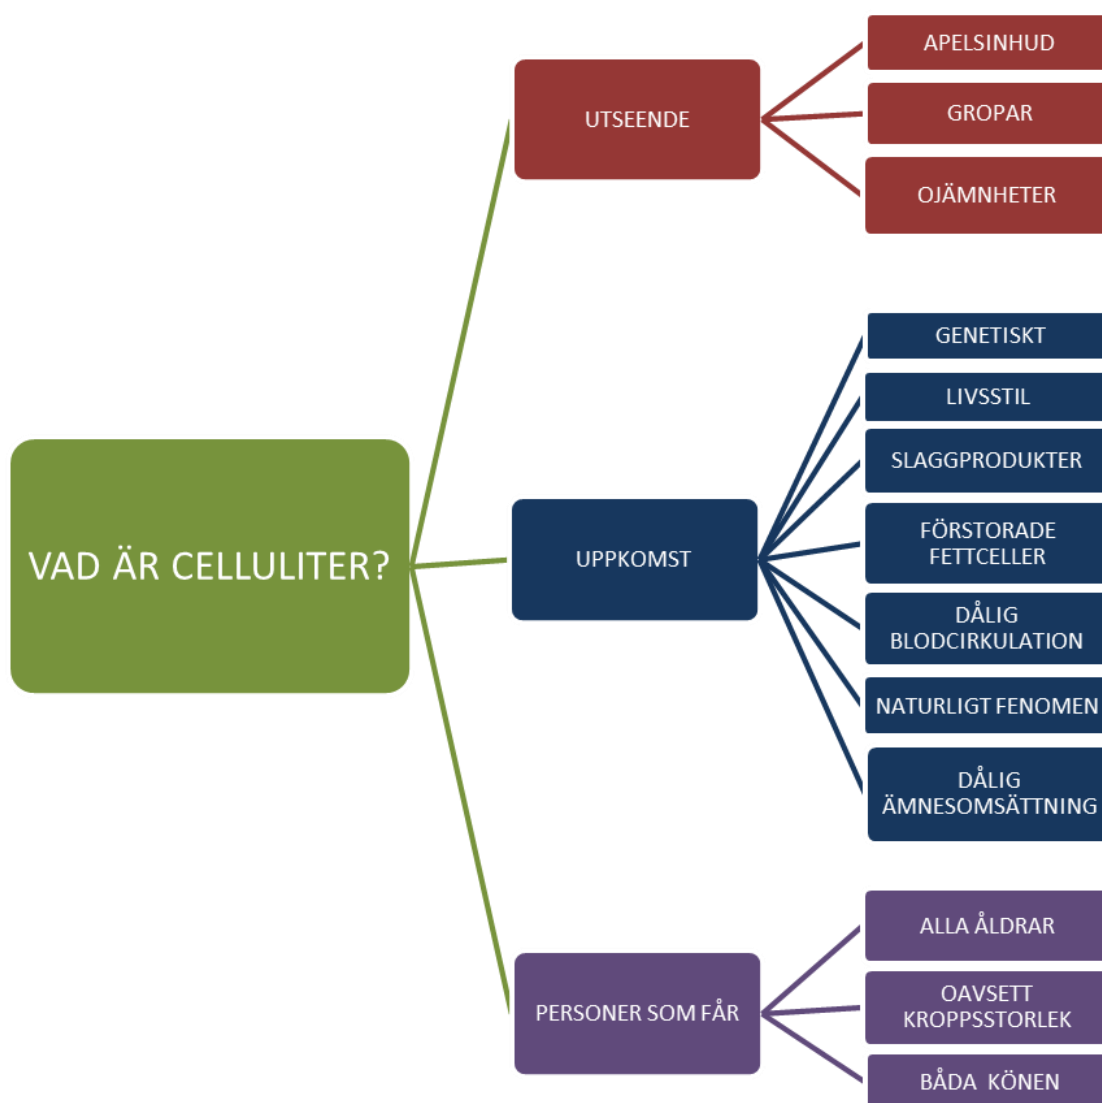 VAD ÄR CELLULITER?
UTSEENDE
APELSINHUD
GROPAR
OJÄMNHETER
UPPKOMST
GENETISKT
LIVSSTIL
SLAGGPRODUKTER
FÖRSTORADE
FETTCELLER
DÅLIG
BLODCIRKULATION
NATURLIGT FENOMEN
DÅLIG
ÄMNESOMSÄTTNING
PERSONER SOM FÅR
ALLA ÅLDRAR
OAVSETT
KROPPSSTORLEK
BÅDA KÖNEN